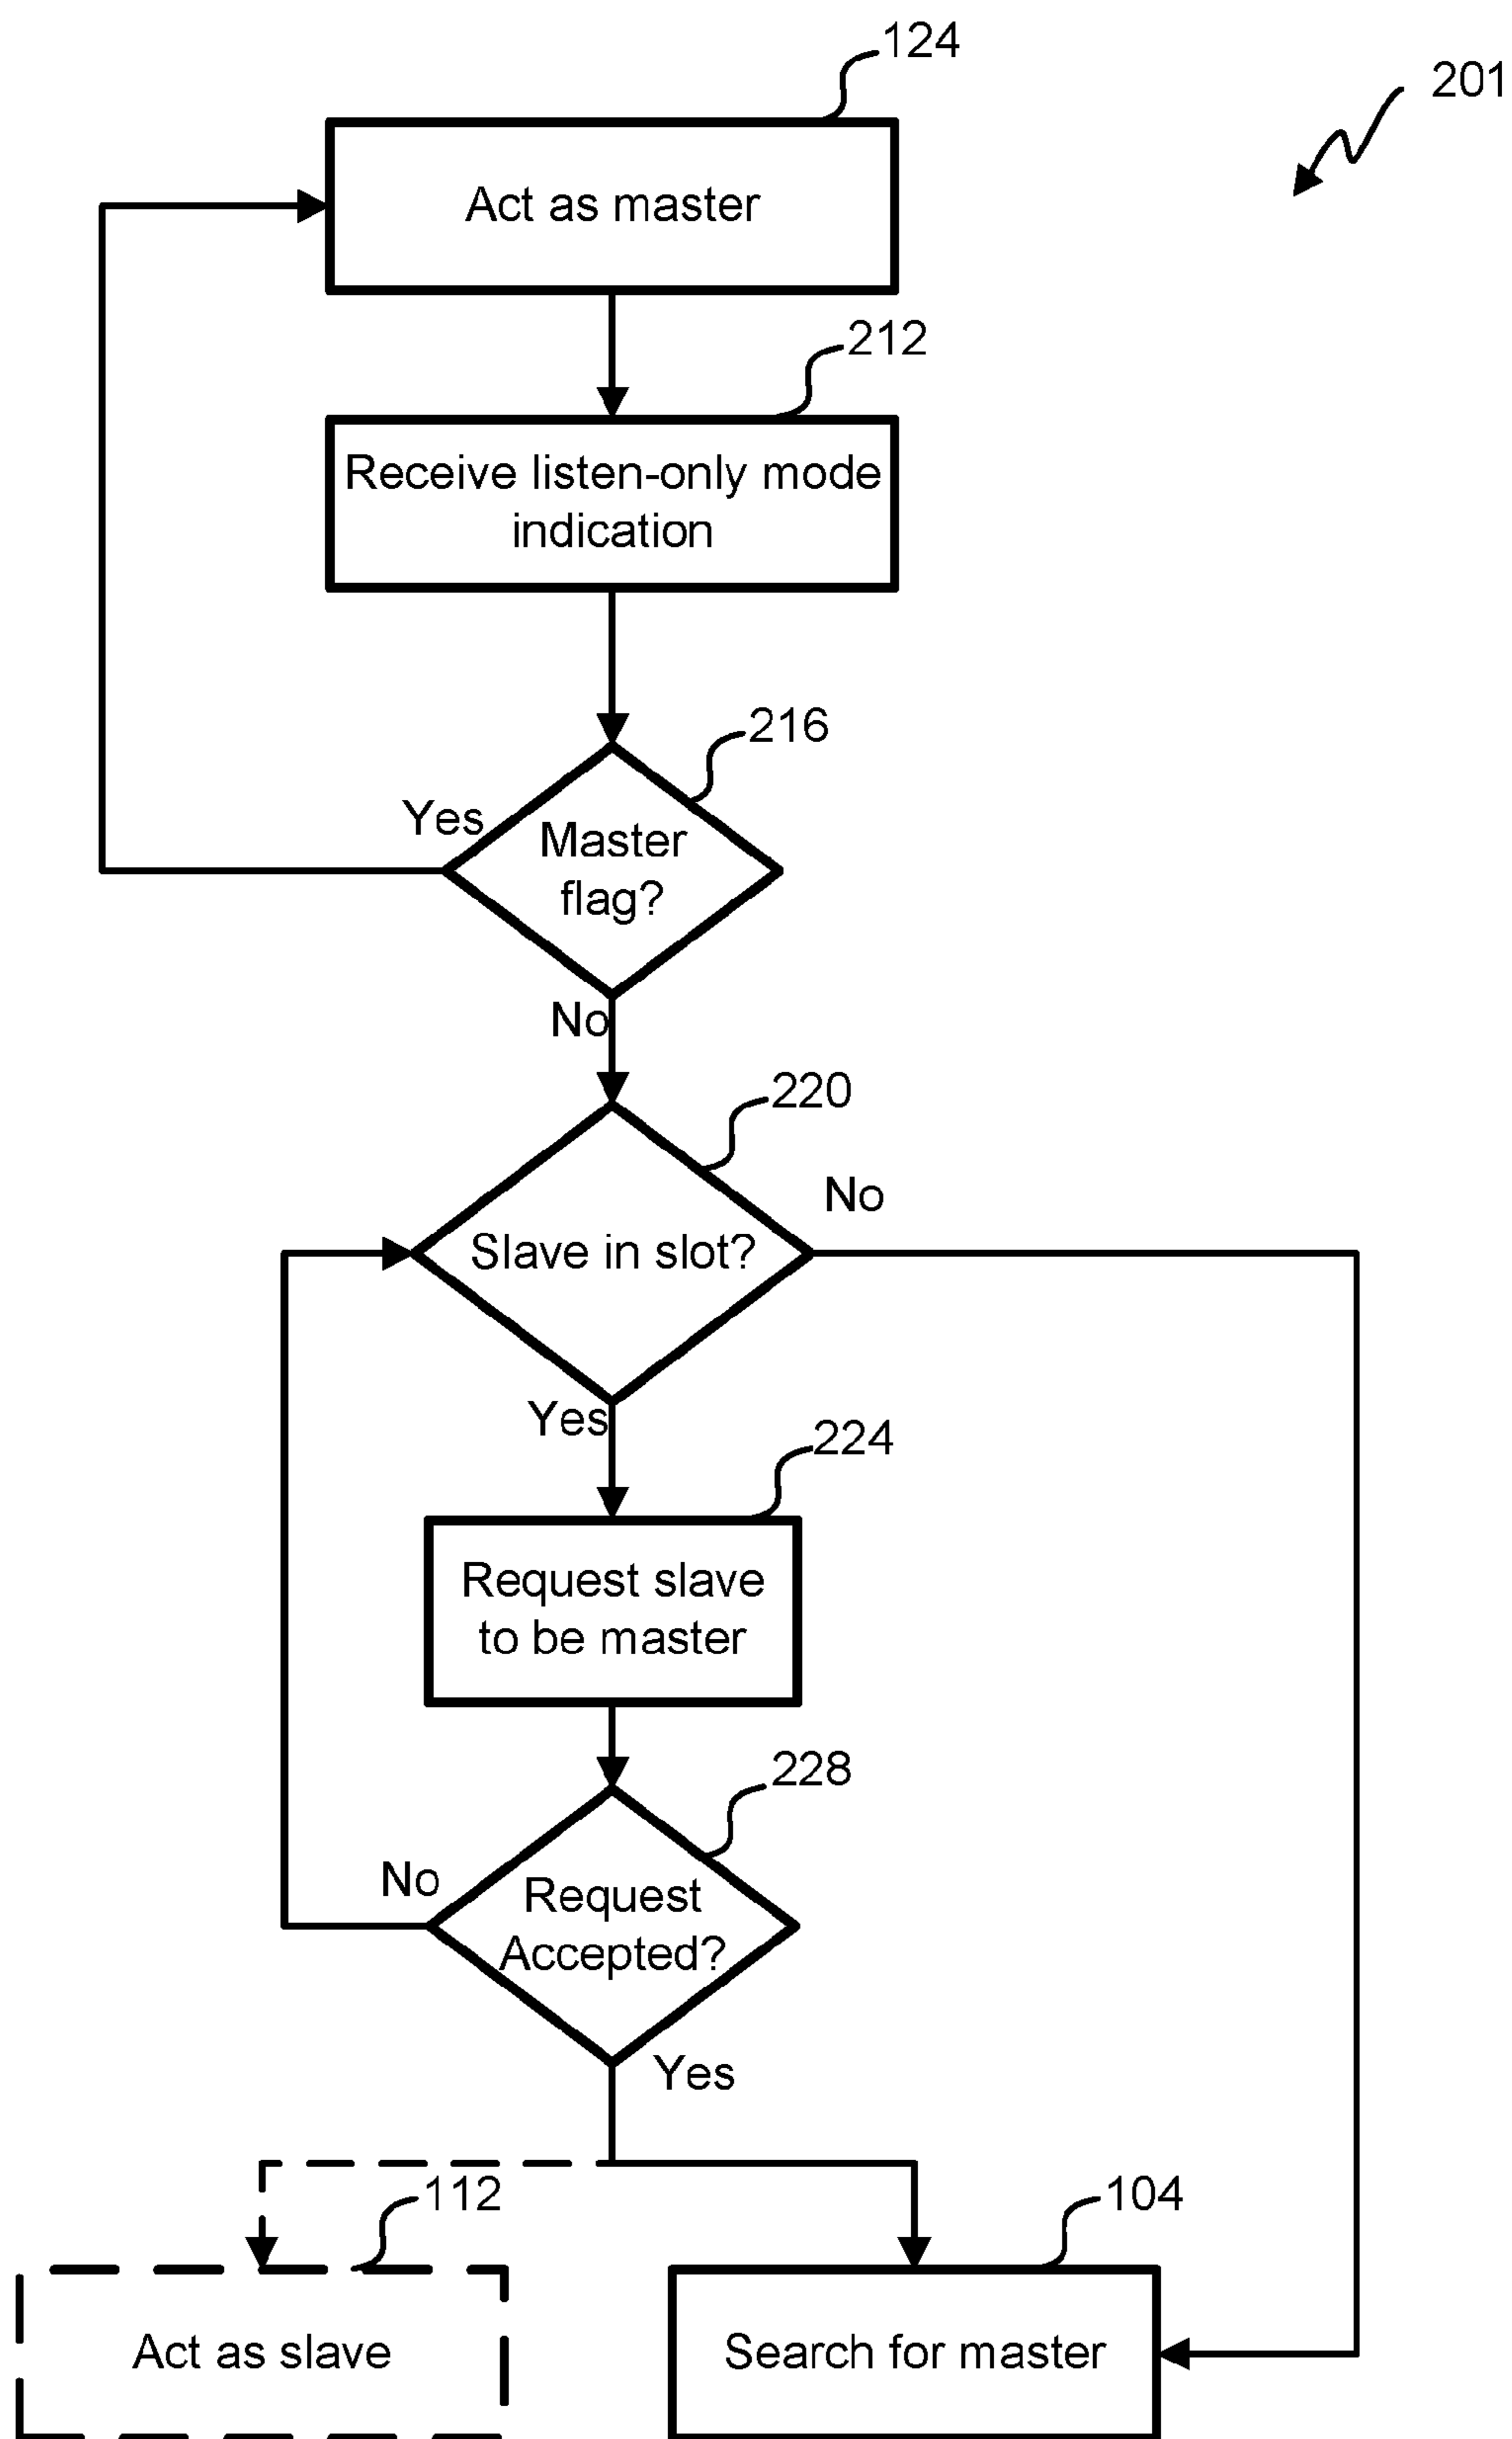 124
201
Act as master
212
Receive listen-only mode
indication
216
Yes
Master
flag?
No
220
No
Slave in slot?
Yes
224
Request slave
to be master
228
No
Request
Accepted?
Yes
112
104
Act as slave
Search for master